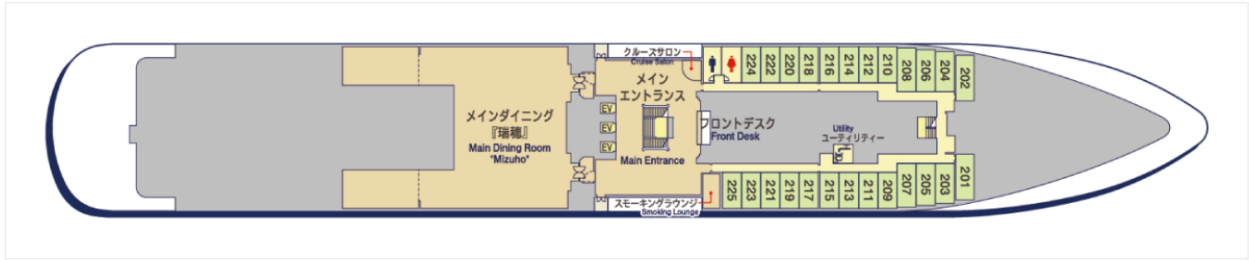 クルーズサロン
Cruise Salon
メイン
エントランス
Main Entrance
メインダイニング
『瑞穂』
Main Dining Room
"Mizuho"
EV
EV
EV
フロントデスク
Front Desk
Utility
ユーティリティー
スモーキングラウンジ
Smoking Lounge
224
222
220
218
216
214
212
210
208
206
204
202
225
223
221
219
217
215
213
211
209
207
205
203
201